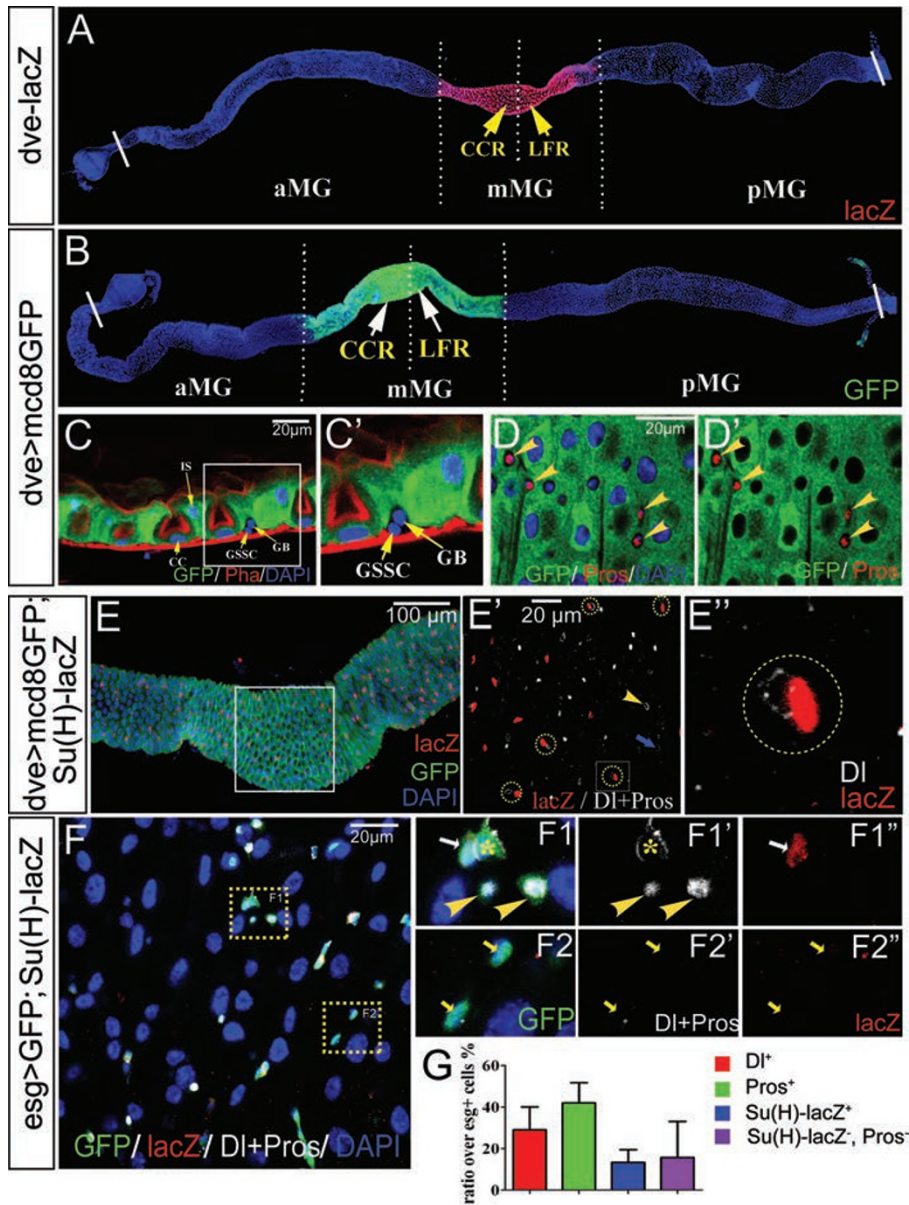 dve-lacZ
A
CCR
LFR
aMG
mMG
pMG
lacZ
dve>mcd8GFP
B
CCR
LFR
aMG
mMG
pMG
GFP
C
20μm
IS
CC
GSSC
GB
GFP/ Pha/DAPI
C'
GSSC
GB
D
20μm
GFP/ Pros/DAPI
D'
GFP/ Pros
dve>mcd8GFP;
Su(H)-lacZ
E
100 μm
lacZ
GFP
DAPI
E'
20 μm
lacZ / Dl+Pros
E''
Dl
lacZ
esg>GFP; Su(H)-lacZ
F
20μm
F1
F2
GFP/ lacZ/ Dl+Pros/ DAPI
F1
*
F1'
*
F1''
F2
GFP
F2'
Dl+Pros
F2''
lacZ
G
ratio over esg+ cells %
60
40
20
0
Dl⁺
Pros⁺
Su(H)-lacZ⁺
Su(H)-lacZ⁻, Pros⁻